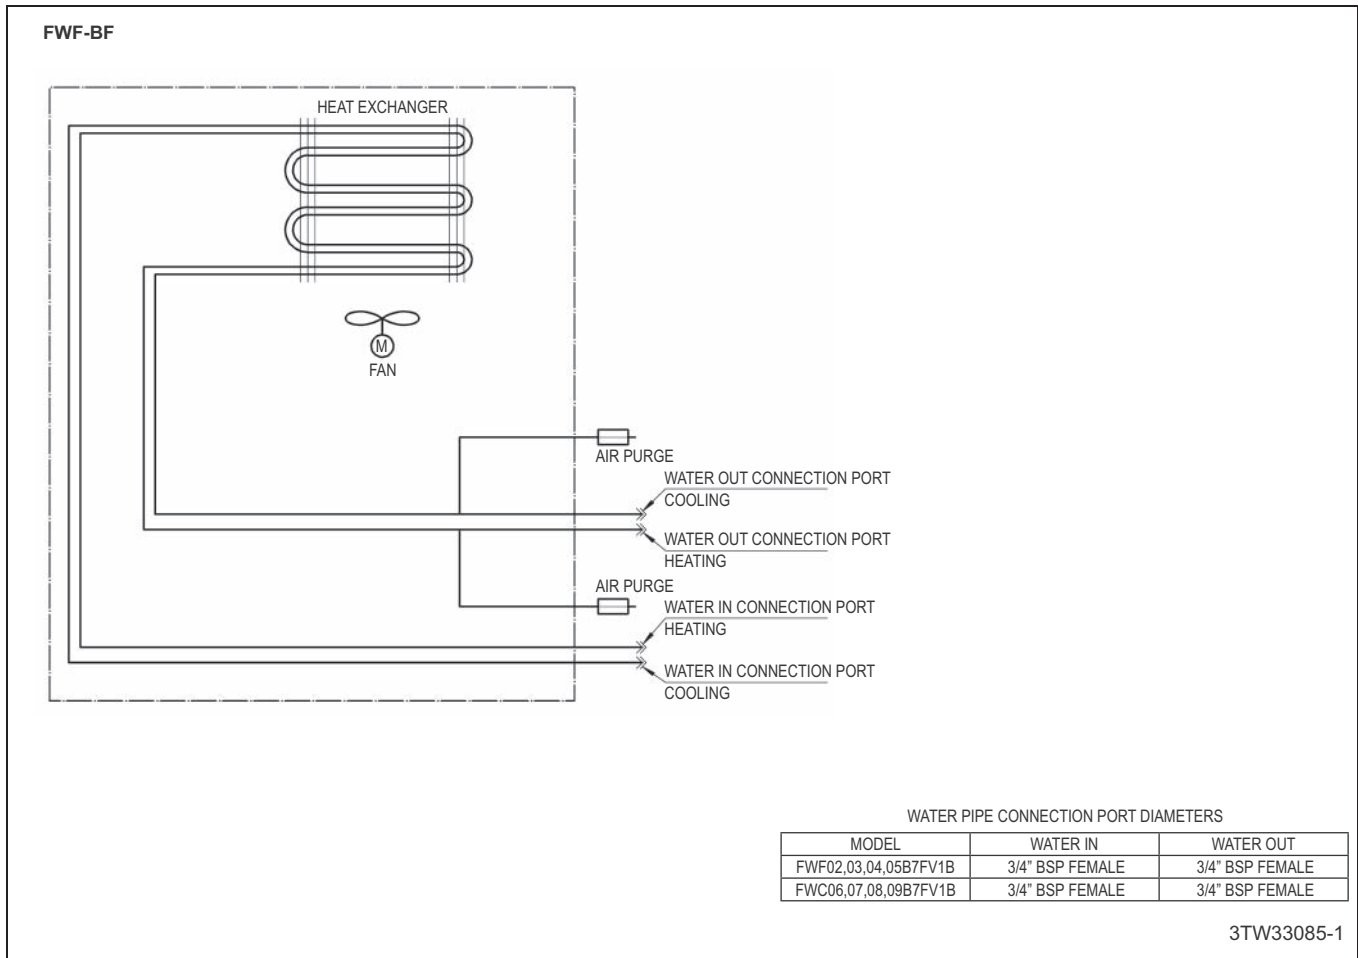 FWF-BF
HEAT EXCHANGER
M
FAN
AIR PURGE
WATER OUT CONNECTION PORT
COOLING
WATER OUT CONNECTION PORT
HEATING
AIR PURGE
WATER IN CONNECTION PORT
HEATING
WATER IN CONNECTION PORT
COOLING
WATER PIPE CONNECTION PORT DIAMETERS
MODEL WATER IN WATER OUT
FWF02,03,04,05B7FV1B 3/4” BSP FEMALE 3/4” BSP FEMALE
FWC06,07,08,09B7FV1B 3/4” BSP FEMALE 3/4” BSP FEMALE
3TW33085-1